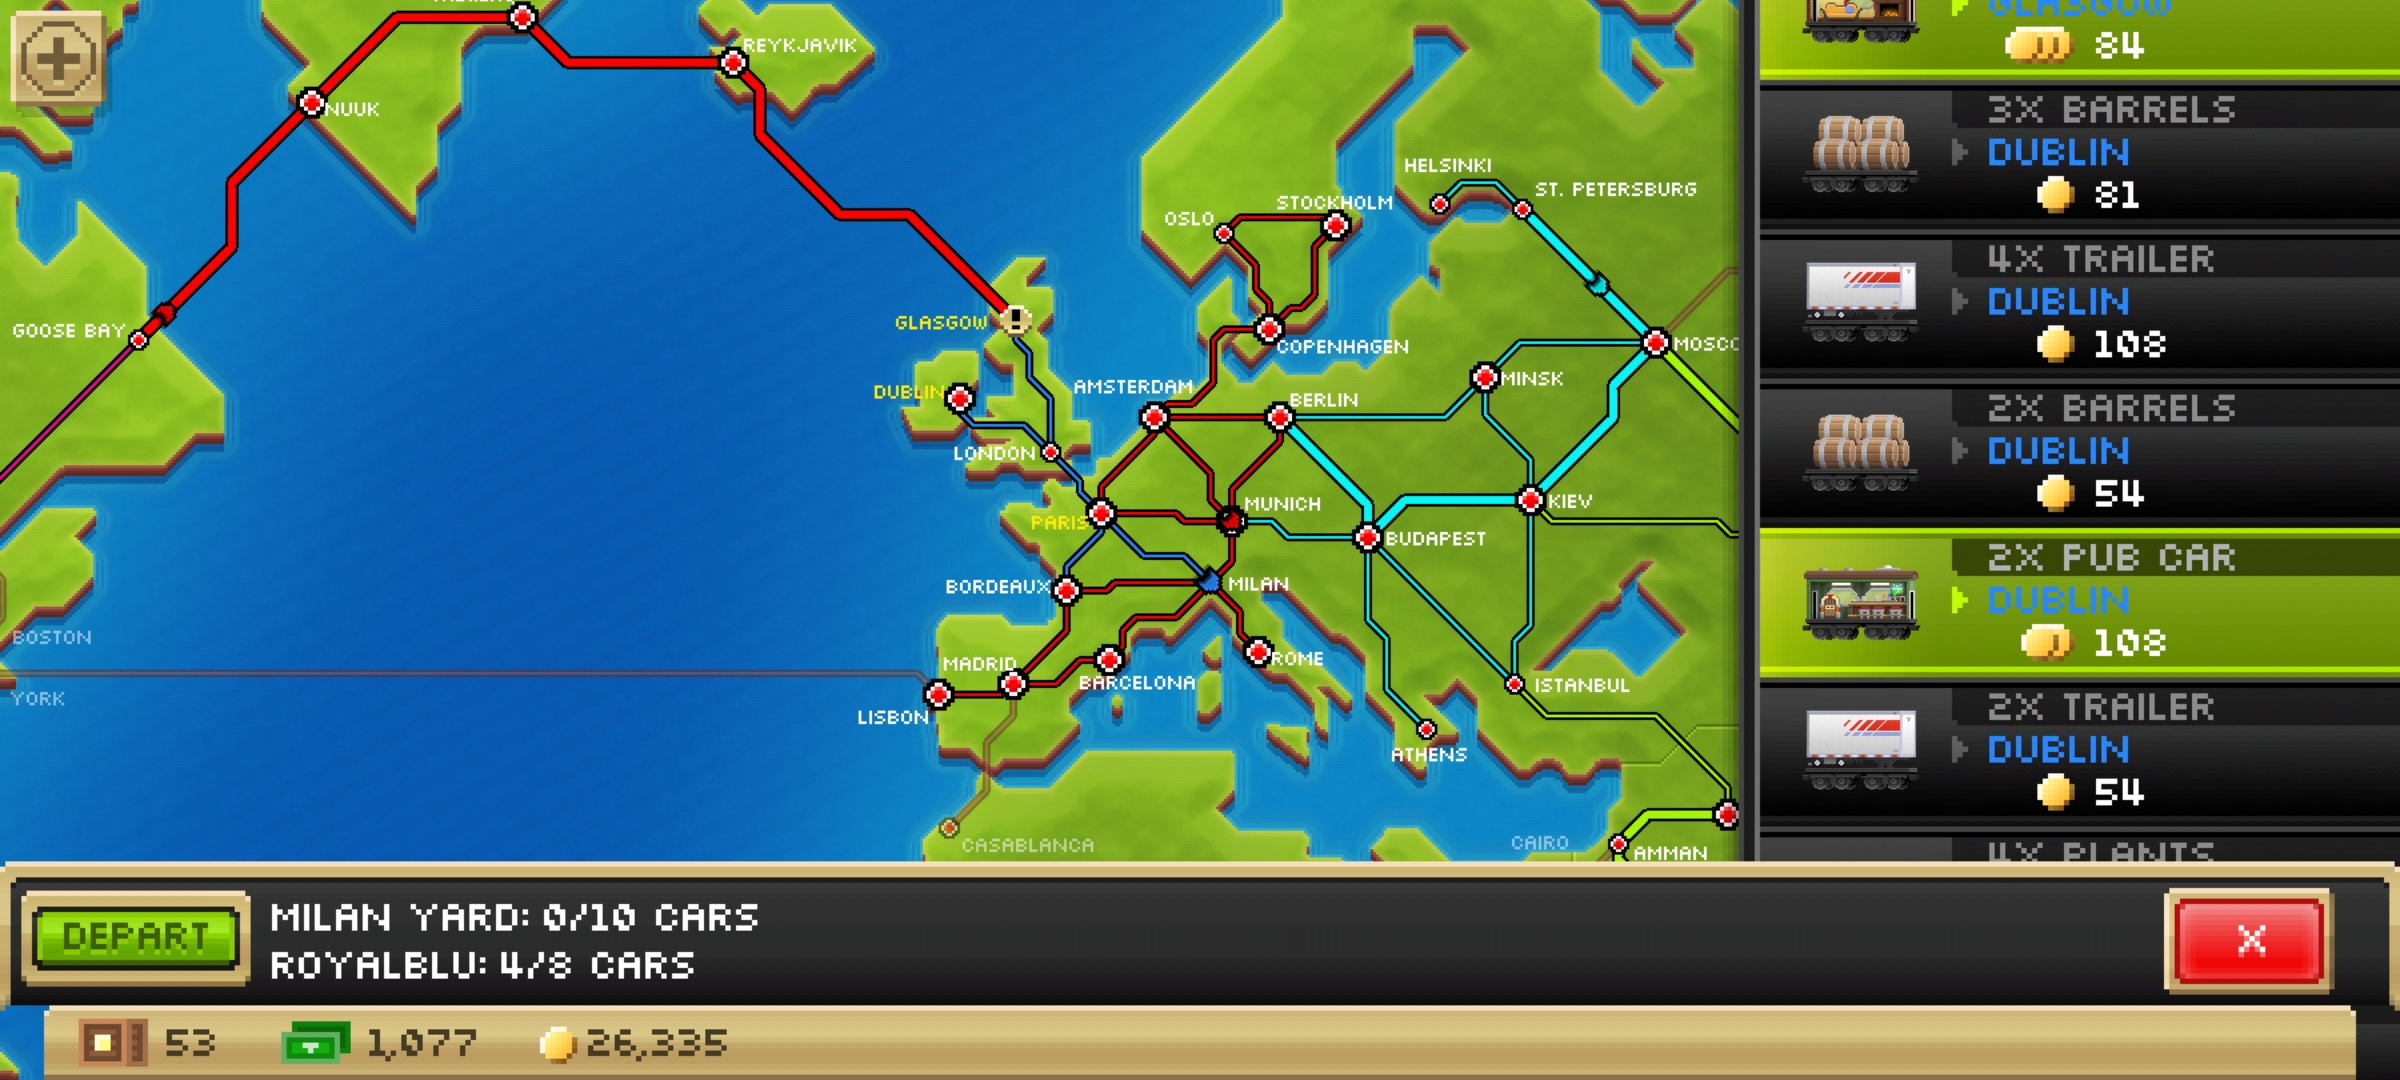 REYKJAVIK
NUUK
GOOSE BAY
BOSTON
YORK
GLASGOW
DUBLIN
LONDON
PARIS
BORDEAUX
MADRID
LISBON
BARCELONA
CASABLANCA
OSLO
STOCKHOLM
COPENHAGEN
AMSTERDAM
BERLIN
MUNICH
MILAN
ROME
HELSINKI
ST. PETERSBURG
MOSCO
MINSK
KIEV
BUDAPEST
ISTANBUL
ATHENS
CAIRO
AMMAN
GLASGOW
84
3X BARRELS
DUBLIN
81
4X TRAILER
DUBLIN
108
2X BARRELS
DUBLIN
54
2X PUB CAR
DUBLIN
108
2X TRAILER
DUBLIN
54
4X PLANTS
DEPART
MILAN YARD: 0/10 CARS
ROYALBLU: 4/8 CARS
X
53
1,077
26,335